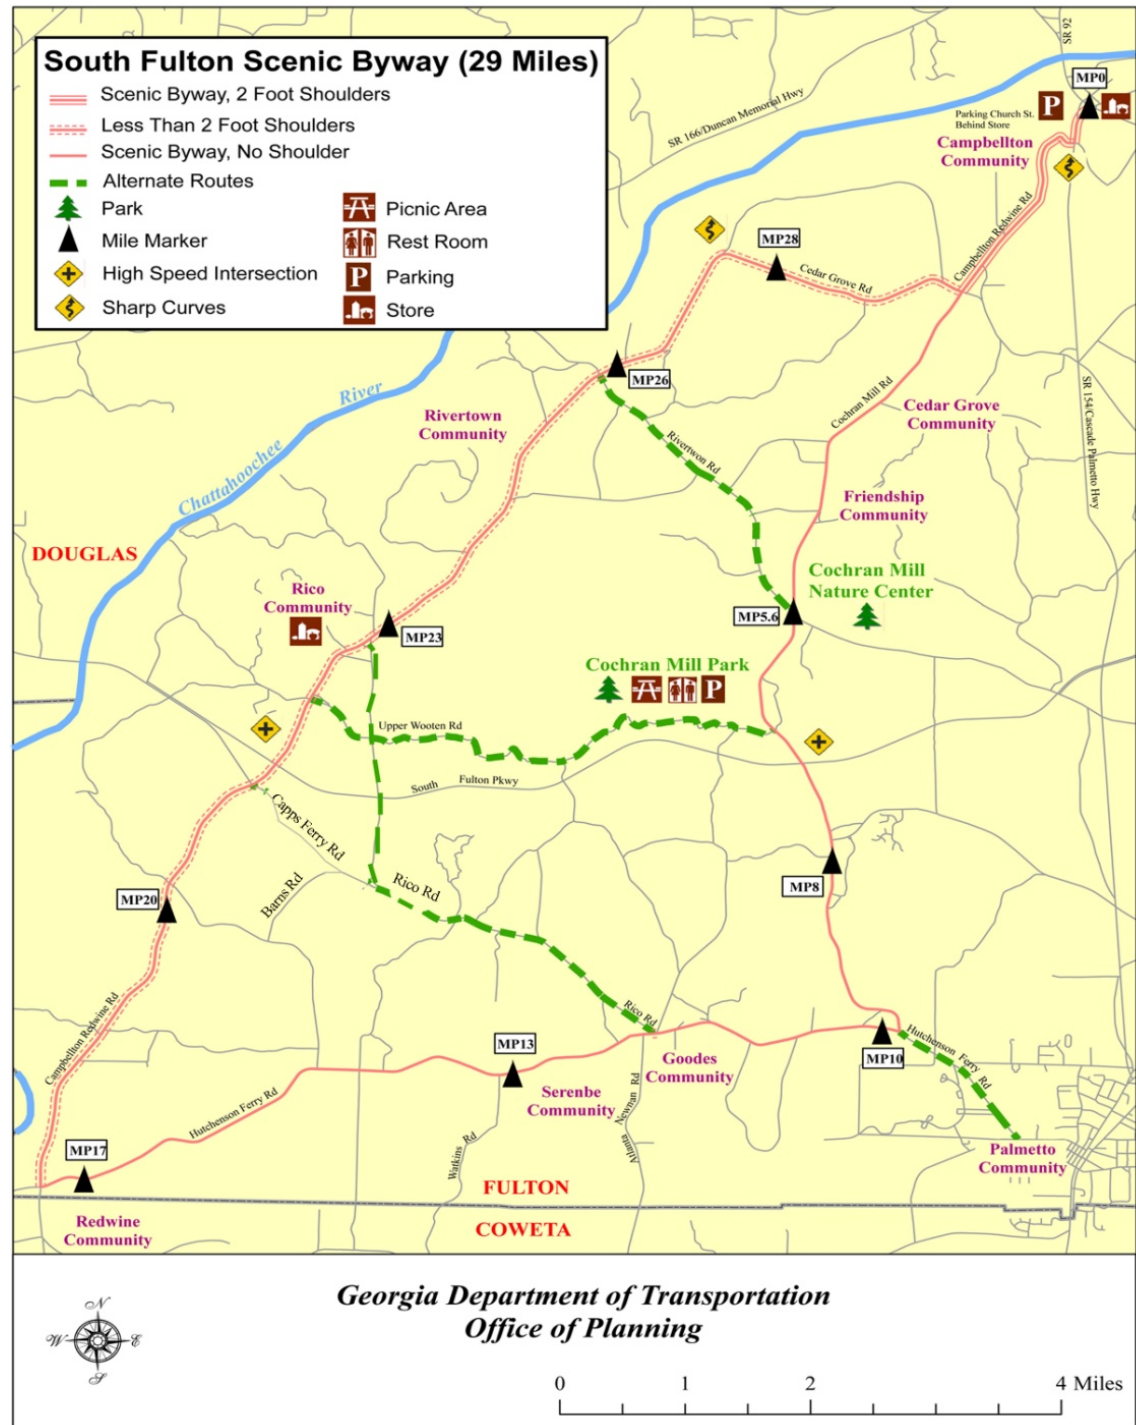 South Fulton Scenic Byway (29 Miles)
Scenic Byway, 2 Foot Shoulders
Less Than 2 Foot Shoulders
Scenic Byway, No Shoulder
Alternate Routes
Park
Mile Marker
High Speed Intersection
Sharp Curves
Picnic Area
Rest Room
P
Parking
Store
SR 92
MP0
P
Parking Church St.
Behind Store
Campbellton
Community
SR 166/Duncan Memorial Hwy
Campbellton Redwine Rd
MP28
Cedar Grove Rd
MP26
SR 154/Cascade Palmetto Hwy
River
Chattahoochee
Rivertown
Community
Cochran Mill Rd
Cedar Grove
Community
Rivertwon Rd
Friendship
Community
DOUGLAS
Cochran Mill
Nature Center
Rico
Community
MP5.6
MP23
Cochran Mill Park
P
Upper Wooten Rd
South
Fulton Pkwy
Capps Ferry Rd
Barns Rd
Rico Rd
MP8
MP20
Campbellton Redwine Rd
Rico Rd
MP13
Goodes
Community
MP10
Hutchenson Ferry Rd
Serenbe
Community
Hutchenson Ferry Rd
Watkins Rd
Atlanta Newnan Rd
MP17
Palmetto
Community
FULTON
COWETA
Redwine
Community
Georgia Department of Transportation
Office of Planning
N
W
E
S
0 1 2 4 Miles